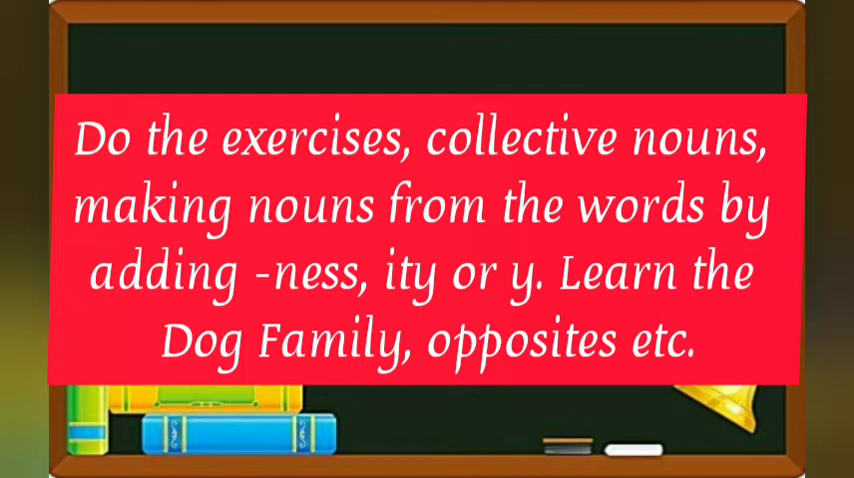 Do the exercises, collective nouns,
making nouns from the words by
adding -ness, ity or y. Learn the
Dog Family, opposites etc.